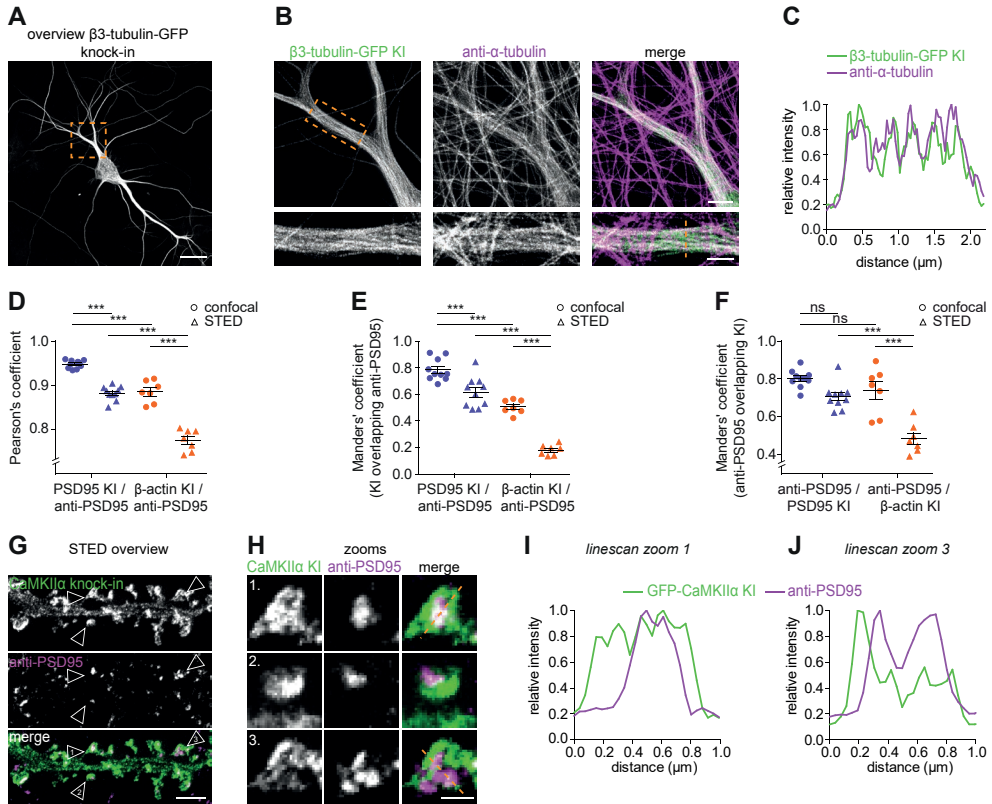 A
overview β3-tubulin-GFP
knock-in
B
β3-tubulin-GFP KI
anti-α-tubulin
merge
C
β3-tubulin-GFP KI
anti-α-tubulin
relative intensity
1.0
0.8
0.6
0.4
0.2
0
0.0
0.5
1.0
1.5
2.0
distance (µm)
D
confocal
STED
***
***
***
***
Pearson's coefficient
1.0
0.9
0.8
PSD95 KI /
anti-PSD95
β-actin KI /
anti-PSD95
E
confocal
STED
***
***
***
***
Manders' coefficient
(KI overlapping anti-PSD95)
1.0
0.8
0.6
0.4
0.2
0.0
PSD95 KI /
anti-PSD95
β-actin KI /
anti-PSD95
F
confocal
STED
ns
ns
***
***
Manders' coefficient
(anti-PSD95 overlapping KI)
1.0
0.8
0.6
0.4
anti-PSD95 /
PSD95 KI
anti-PSD95 /
β-actin KI
G
STED overview
CaMKIIα knock-in
anti-PSD95
merge
1
2
3
H
zooms
CaMKIIα KI
anti-PSD95
merge
1.
2.
3.
I
linescan zoom 1
J
linescan zoom 3
GFP-CaMKIIα KI
anti-PSD95
relative intensity
1.0
0.8
0.6
0.4
0.2
0
0.0
0.2
0.4
0.6
0.8
1.0
distance (µm)
relative intensity
1.0
0.8
0.6
0.4
0.2
0
0.0
0.2
0.4
0.6
0.8
1.0
distance (µm)